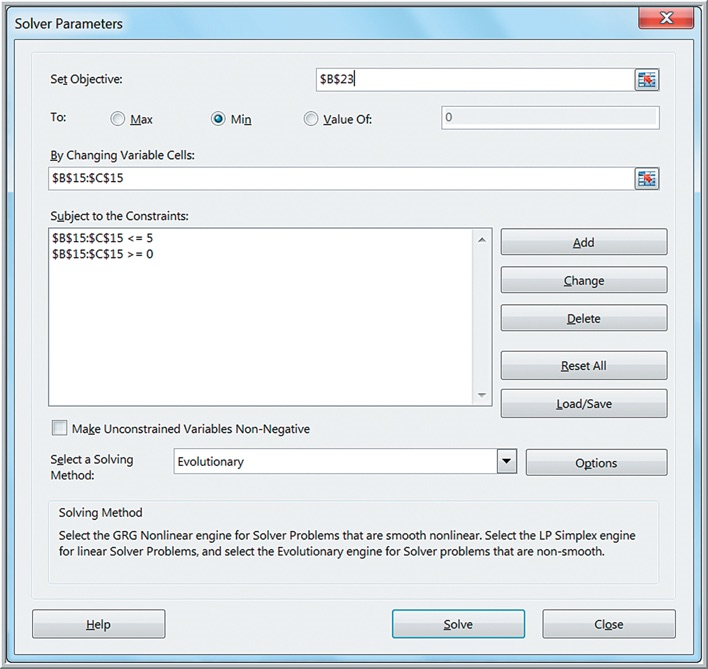 Solver Parameters
Set Objective:
$B$23
To:
Max
Min
Value Of:
0
By Changing Variable Cells:
$B$15:$C$15
Subject to the Constraints:
$B$15:$C$15 <= 5
$B$15:$C$15 >= 0
Add
Change
Delete
Reset All
Load/Save
Make Unconstrained Variables Non-Negative
Select a Solving
Method:
Evolutionary
Options
Solving Method
Select the GRG Nonlinear engine for Solver Problems that are smooth nonlinear. Select the LP Simplex engine
for linear Solver Problems, and select the Evolutionary engine for Solver problems that are non-smooth.
Help
Solve
Close